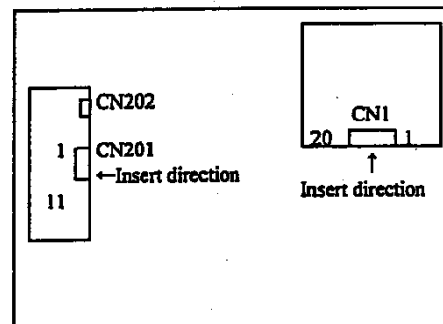 CN202
1 CN201
←Insert direction
11
CN1
20 1
↑
Insert direction